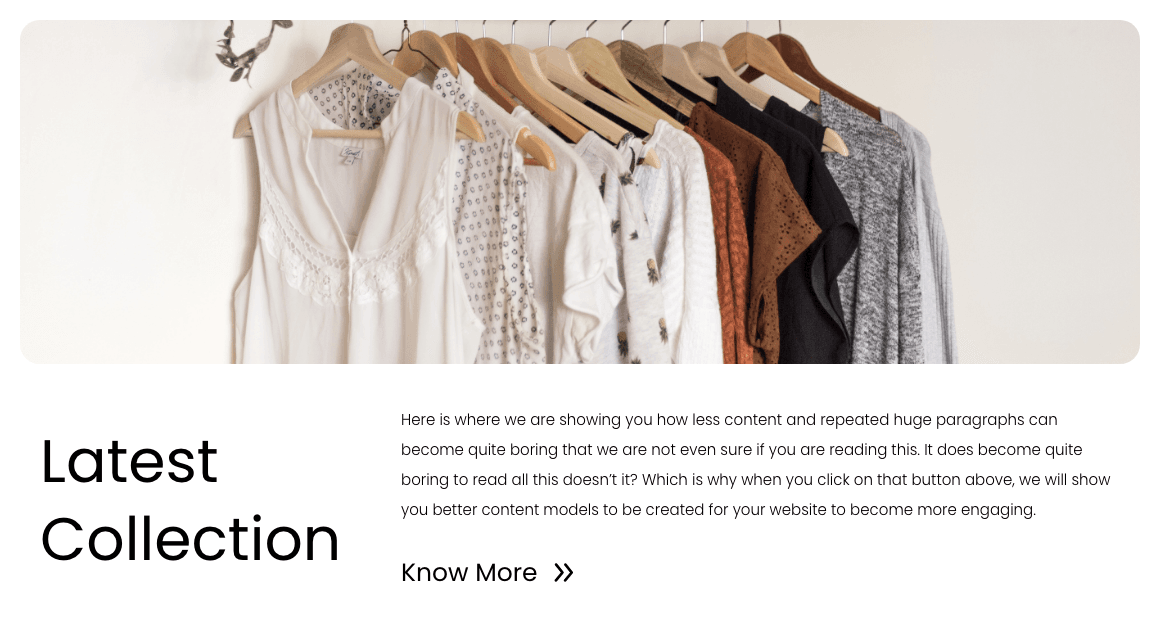 Latest
Collection
Here is where we are showing you how less content and repeated huge paragraphs can
become quite boring that we are not even sure if you are reading this. It does become quite
boring to read all this doesn’t it? Which is why when you click on that button above, we will show
you better content models to be created for your website to become more engaging.
Know More